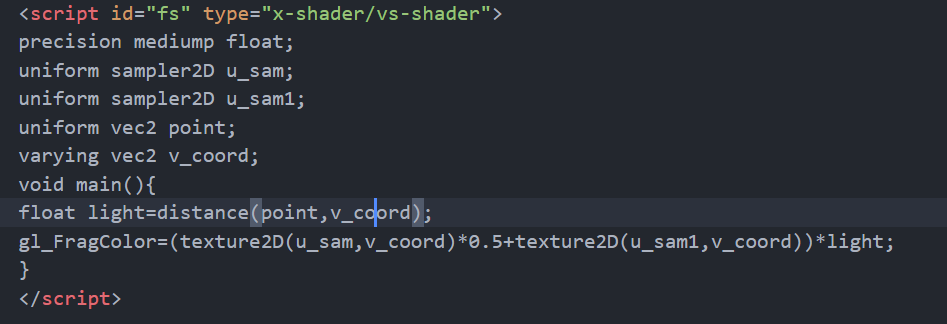 <script id="fs" type="x-shader/vs-shader">
precision mediump float;
uniform sampler2D u_sam;
uniform sampler2D u_sam1;
uniform vec2 point;
varying vec2 v_coord;
void main(){
float light=distance(point,v_coord);
gl_FragColor=(texture2D(u_sam,v_coord)*0.5+texture2D(u_sam1,v_coord))*light;
}
</script>